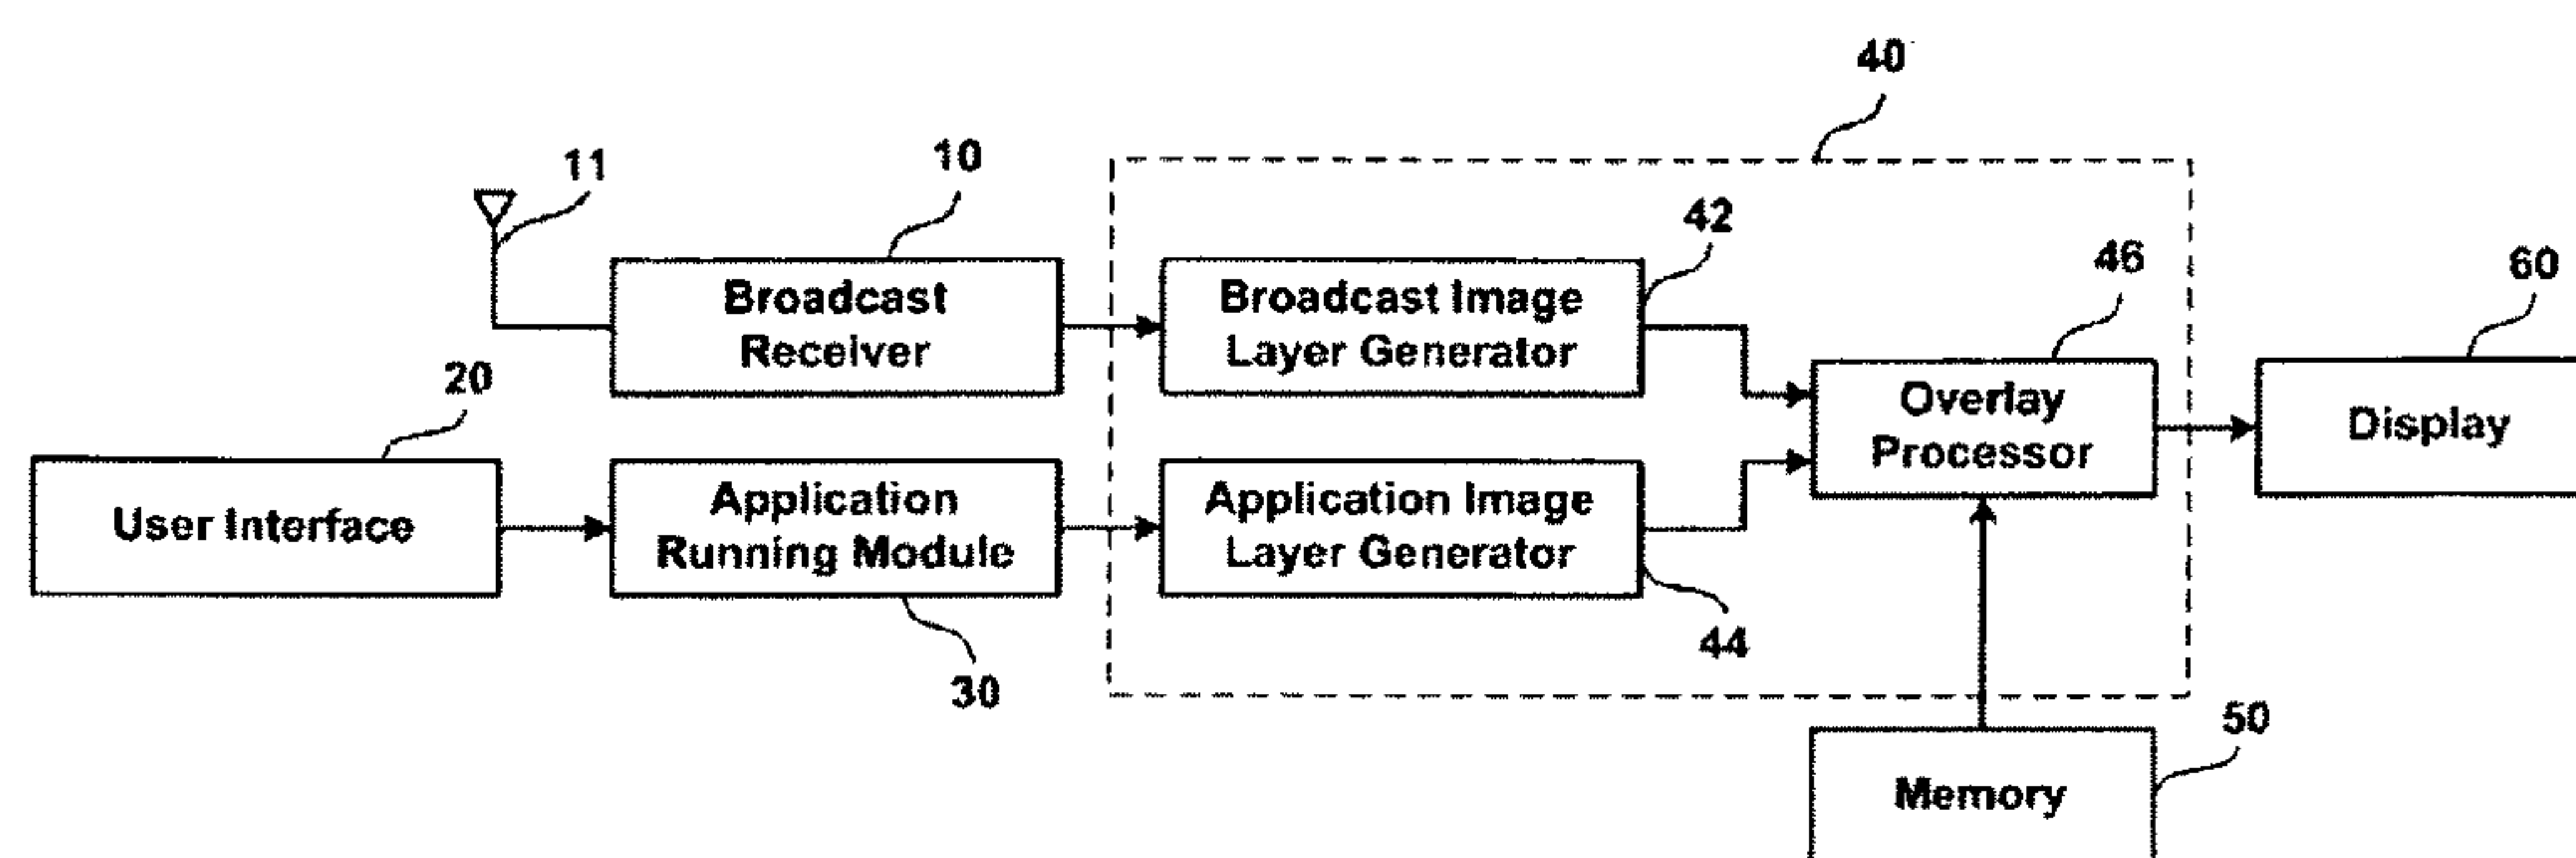 40
11
10
42
46
60
Broadcast
Receiver
Broadcast Image
Layer Generator
20
Overlay
Processor
Display
User Interface
Application
Running Module
Application Image
Layer Generator
44
30
50
Memory